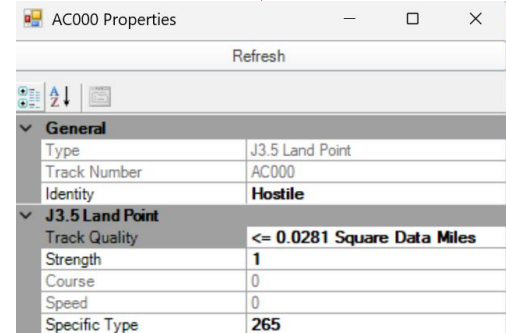 AC000 Properties
Refresh
General
Type J3.5 Land Point
Track Number AC000
Identity Hostile
J3.5 Land Point
Track Quality <= 0.0281 Square Data Miles
Strength 1
Course 0
Speed 0
Specific Type 265